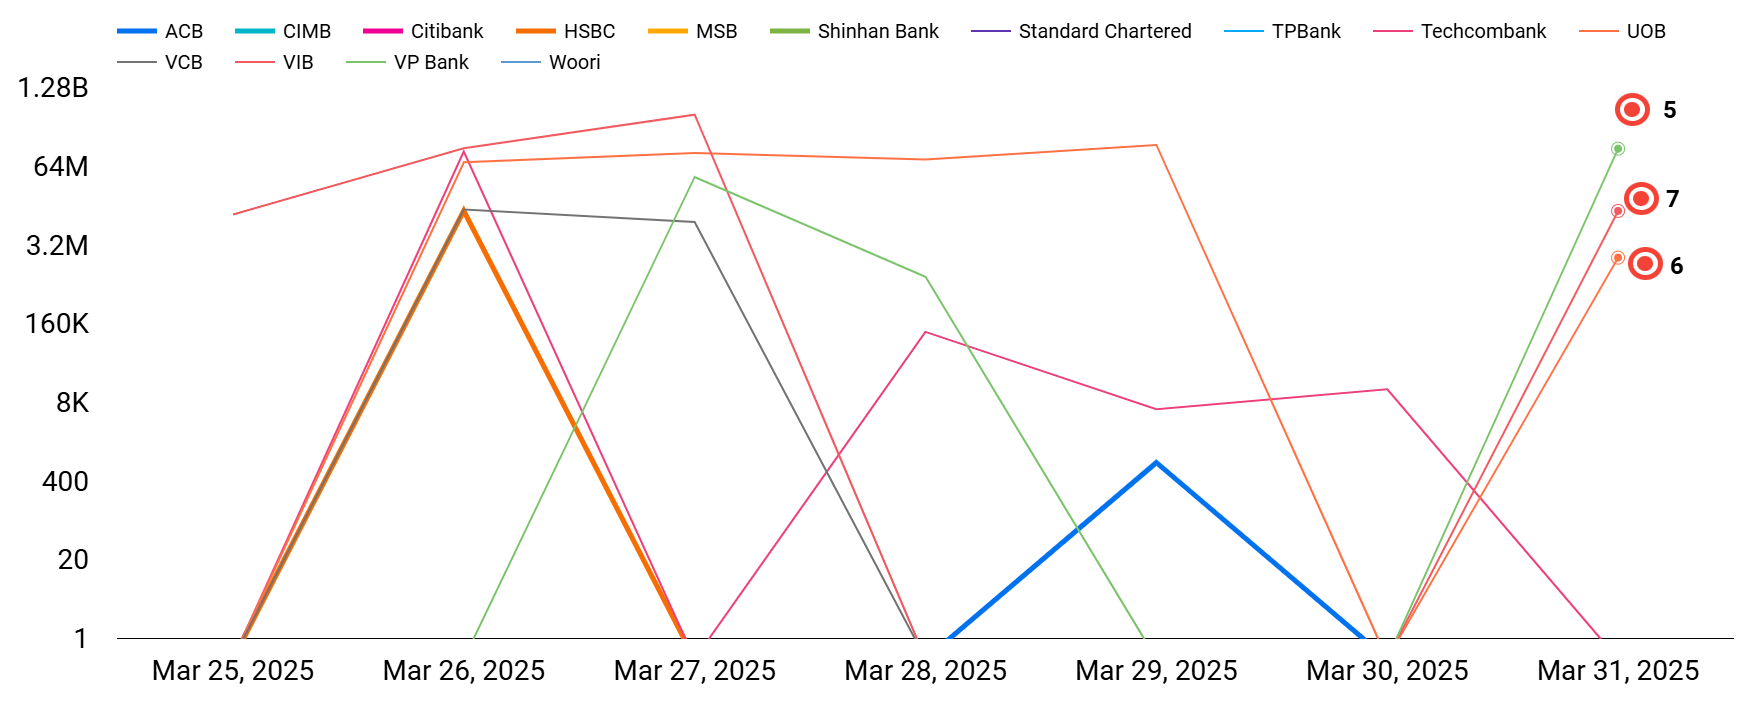 ACB CIMB Citibank HSBC MSB Shinhan Bank Standard Chartered TPBank Techcombank UOB
VCB VIB VP Bank Woori
1.28B
64M
3.2M
160K
8K
400
20
1
5
7
6
Mar 25, 2025 Mar 26, 2025 Mar 27, 2025 Mar 28, 2025 Mar 29, 2025 Mar 30, 2025 Mar 31, 2025